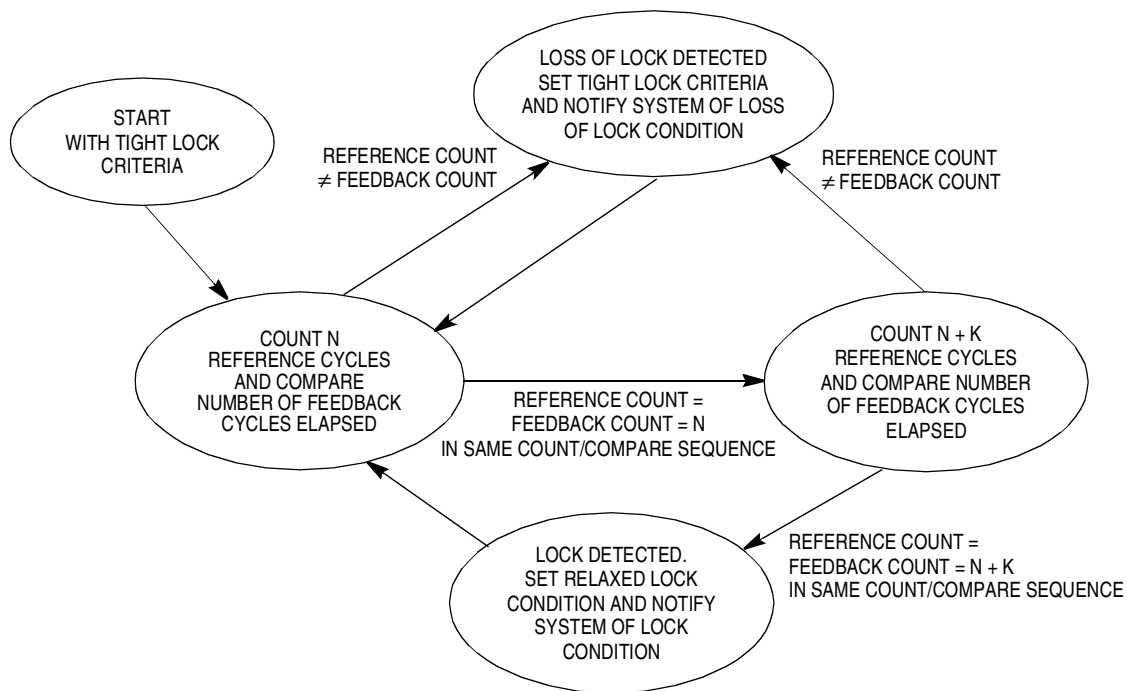 LOSS OF LOCK DETECTED
SET TIGHT LOCK CRITERIA
AND NOTIFY SYSTEM OF LOSS
OF LOCK CONDITION
START
WITH TIGHT LOCK
CRITERIA
REFERENCE COUNT
≠ FEEDBACK COUNT
REFERENCE COUNT
≠ FEEDBACK COUNT
COUNT N
REFERENCE CYCLES
AND COMPARE
NUMBER OF FEEDBACK
CYCLES ELAPSED
COUNT N + K
REFERENCE CYCLES
AND COMPARE NUMBER
OF FEEDBACK CYCLES
ELAPSED
REFERENCE COUNT =
FEEDBACK COUNT = N
IN SAME COUNT/COMPARE SEQUENCE
LOCK DETECTED.
SET RELAXED LOCK
CONDITION AND NOTIFY
SYSTEM OF LOCK
CONDITION
REFERENCE COUNT =
FEEDBACK COUNT = N + K
IN SAME COUNT/COMPARE SEQUENCE